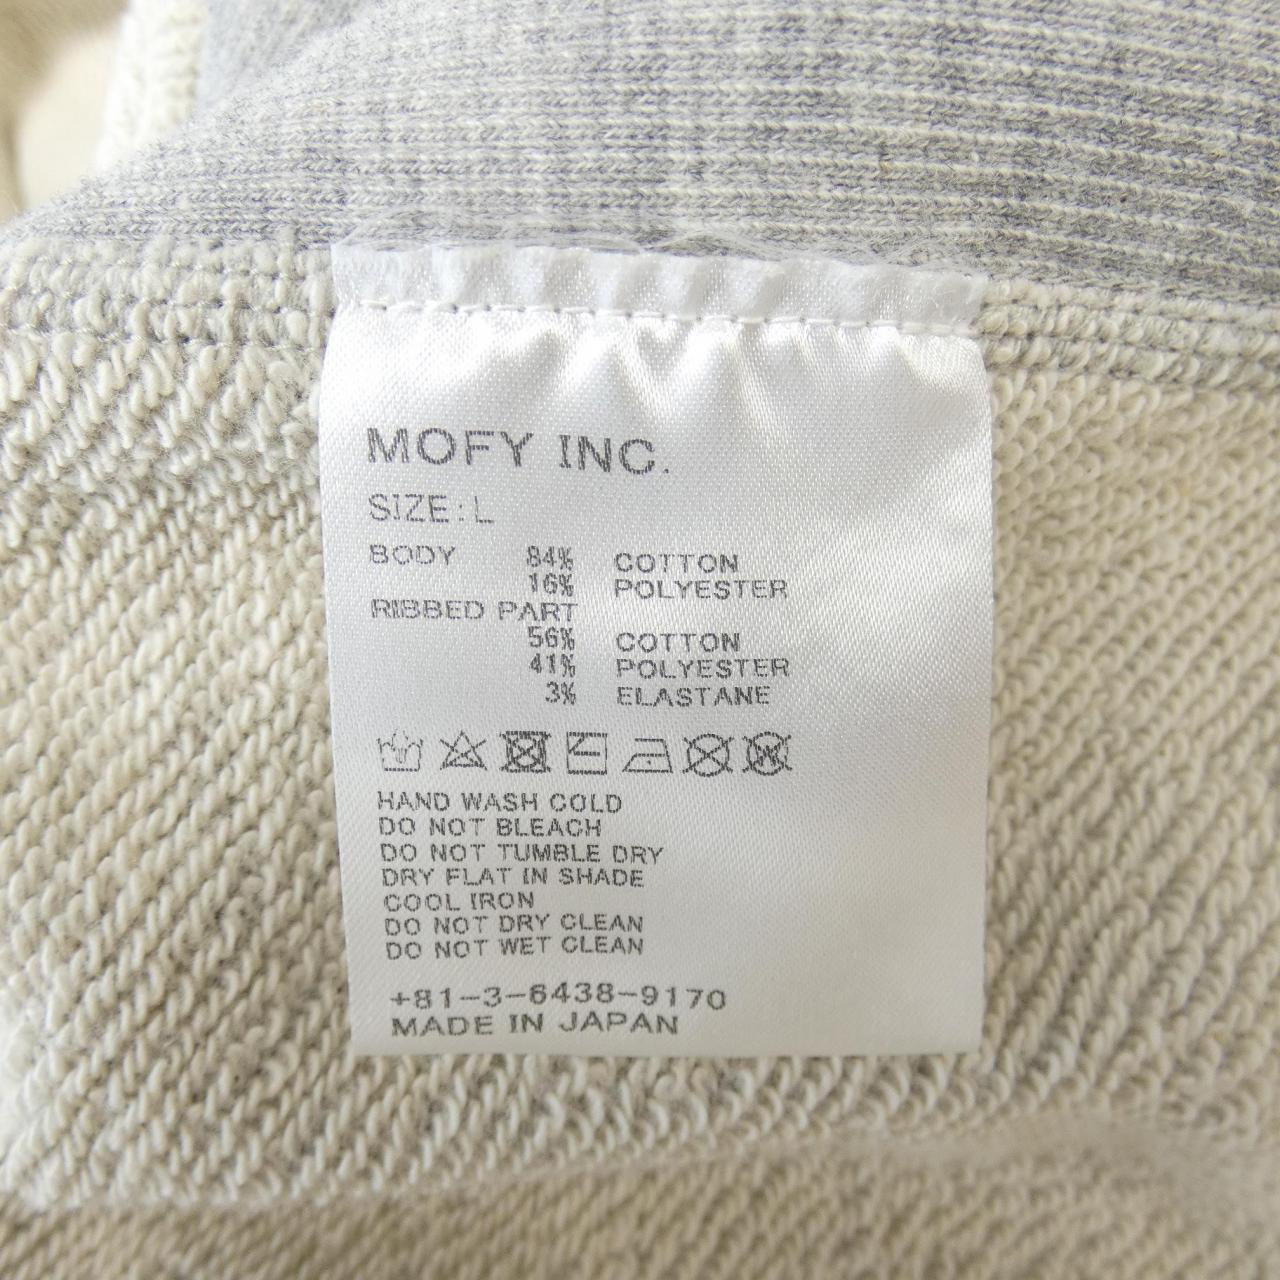 MOFY INC.
SIZE:L
BODY 84% COTTON
16% POLYESTER
RIBBED PART
56% COTTON
41% POLYESTER
3% ELASTANE
HAND WASH COLD
DO NOT BLEACH
DO NOT TUMBLE DRY
DRY FLAT IN SHADE
COOL IRON
DO NOT DRY CLEAN
DO NOT WET CLEAN
+81-3-6438-9170
MADE IN JAPAN